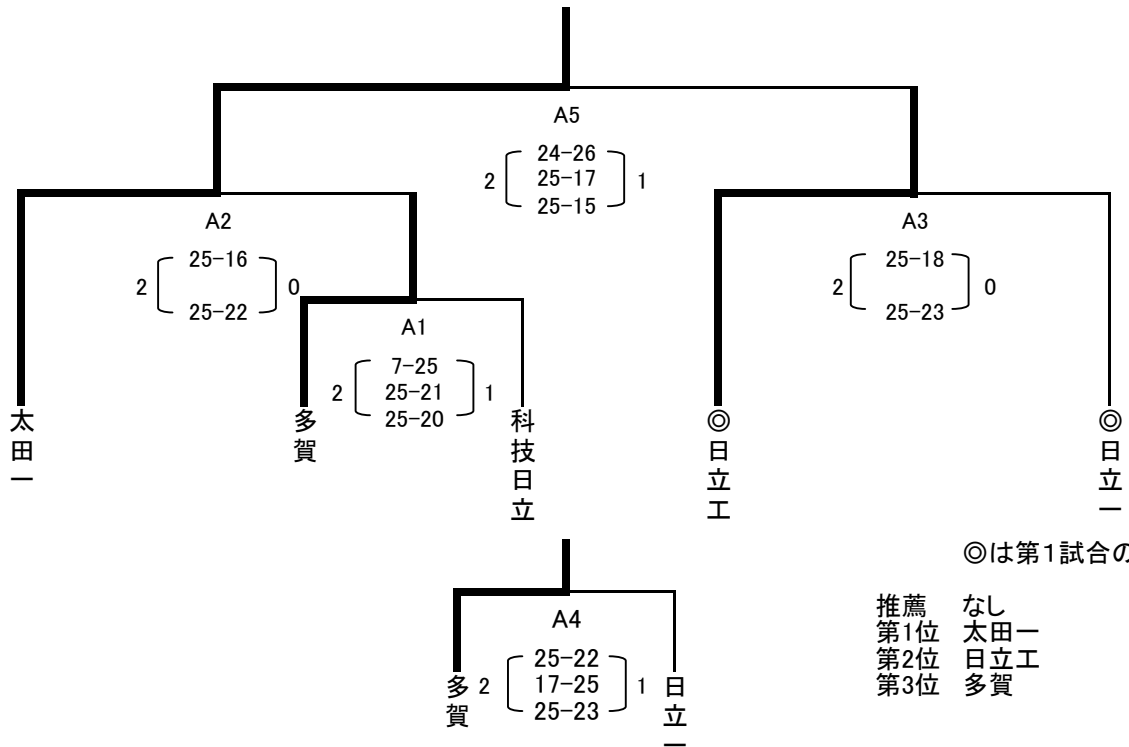 A5
24-26
2 25-17 1
25-15
A2
25-16
2 0
25-22
A3
25-18
2 0
25-23
A1
7-25
2 25-21 1
25-20
太田一
多賀
科技日立
◎日立工
◎日立一
◎は第1試合の
A4
25-22
2 17-25 1
25-23
多賀
日立一
推薦 なし
第1位 太田一
第2位 日立工
第3位 多賀